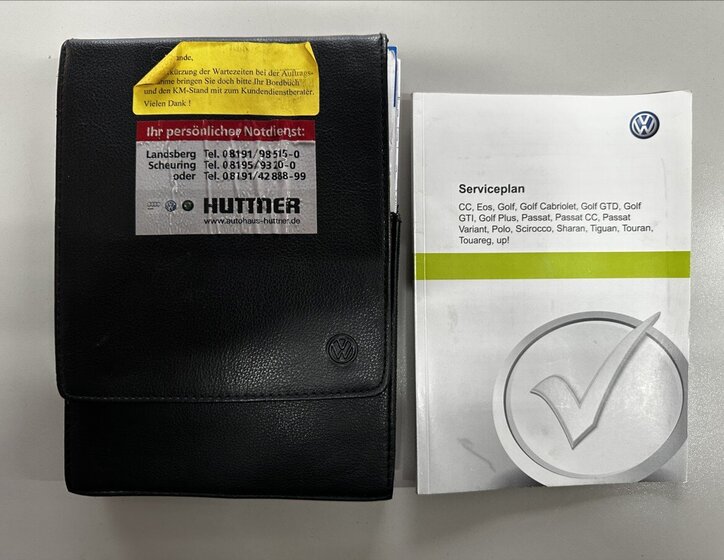 ande,
kürzung der Wartezeiten bei der Auftrags-
me bringen Sie doch bitte Ihr Bordbuch
und den KM-Stand mit zum Kundendienstberater.
Vielen Dank !
Ihr persönlicher Notdienst:
Landsberg Tel. 08191/98515-0
Scheuring Tel. 08195/9320-0
oder Tel. 08191/42888-99
HUTTNER
www.autohaus-huttner.de
Serviceplan
CC, Eos, Golf, Golf Cabriolet, Golf GTD, Golf
GTI, Golf Plus, Passat, Passat CC, Passat
Variant, Polo, Scirocco, Sharan, Tiguan, Touran,
Touareg, up!